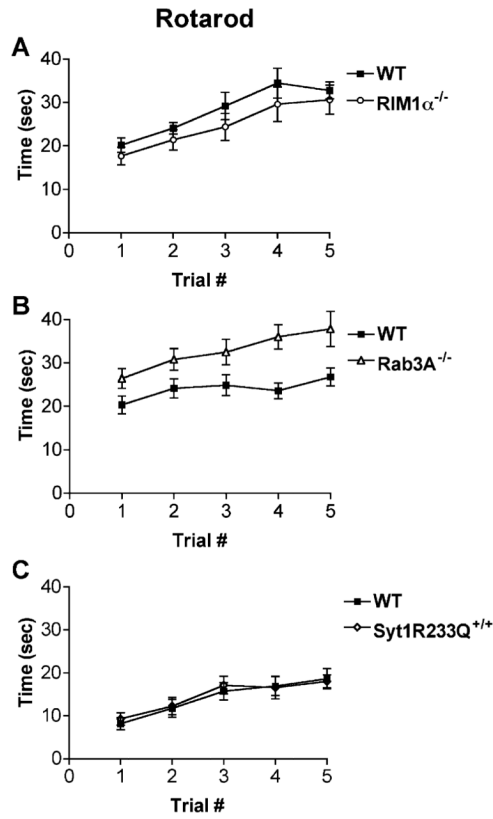 Rotarod
A
40
30
20
10
0
Time (sec)
0 1 2 3 4 5
Trial #
WT
RIM1α-/-
B
40
30
20
10
0
Time (sec)
0 1 2 3 4 5
Trial #
WT
Rab3A-/-
C
40
30
20
10
0
Time (sec)
0 1 2 3 4 5
Trial #
WT
Syt1R233Q+/+